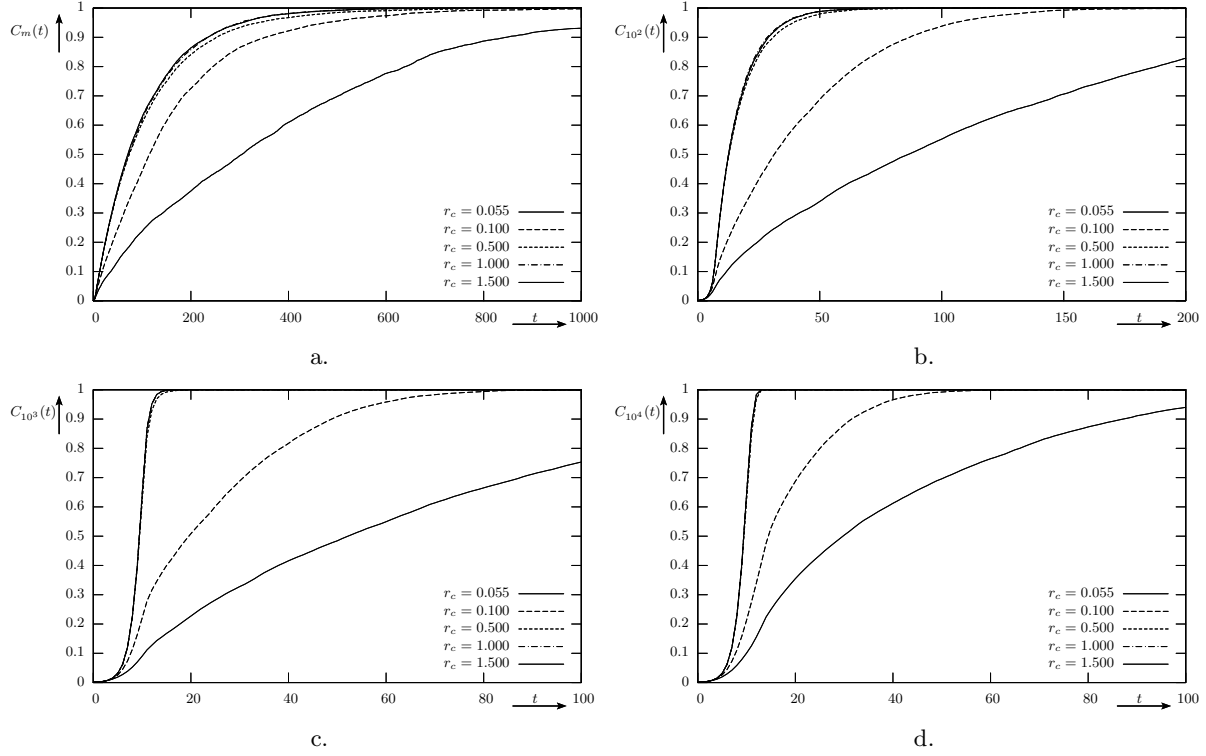 C_m(t)
1
0.9
0.8
0.7
0.6
0.5
0.4
0.3
0.2
0.1
0
0 200 400 600 800 1000
t
r_c = 0.055
r_c = 0.100
r_c = 0.500
r_c = 1.000
r_c = 1.500
a.
C_{10^2}(t)
1
0.9
0.8
0.7
0.6
0.5
0.4
0.3
0.2
0.1
0
0 50 100 150 200
t
r_c = 0.055
r_c = 0.100
r_c = 0.500
r_c = 1.000
r_c = 1.500
b.
C_{10^3}(t)
1
0.9
0.8
0.7
0.6
0.5
0.4
0.3
0.2
0.1
0
0 20 40 60 80 100
t
r_c = 0.055
r_c = 0.100
r_c = 0.500
r_c = 1.000
r_c = 1.500
c.
C_{10^4}(t)
1
0.9
0.8
0.7
0.6
0.5
0.4
0.3
0.2
0.1
0
0 20 40 60 80 100
t
r_c = 0.055
r_c = 0.100
r_c = 0.500
r_c = 1.000
r_c = 1.500
d.